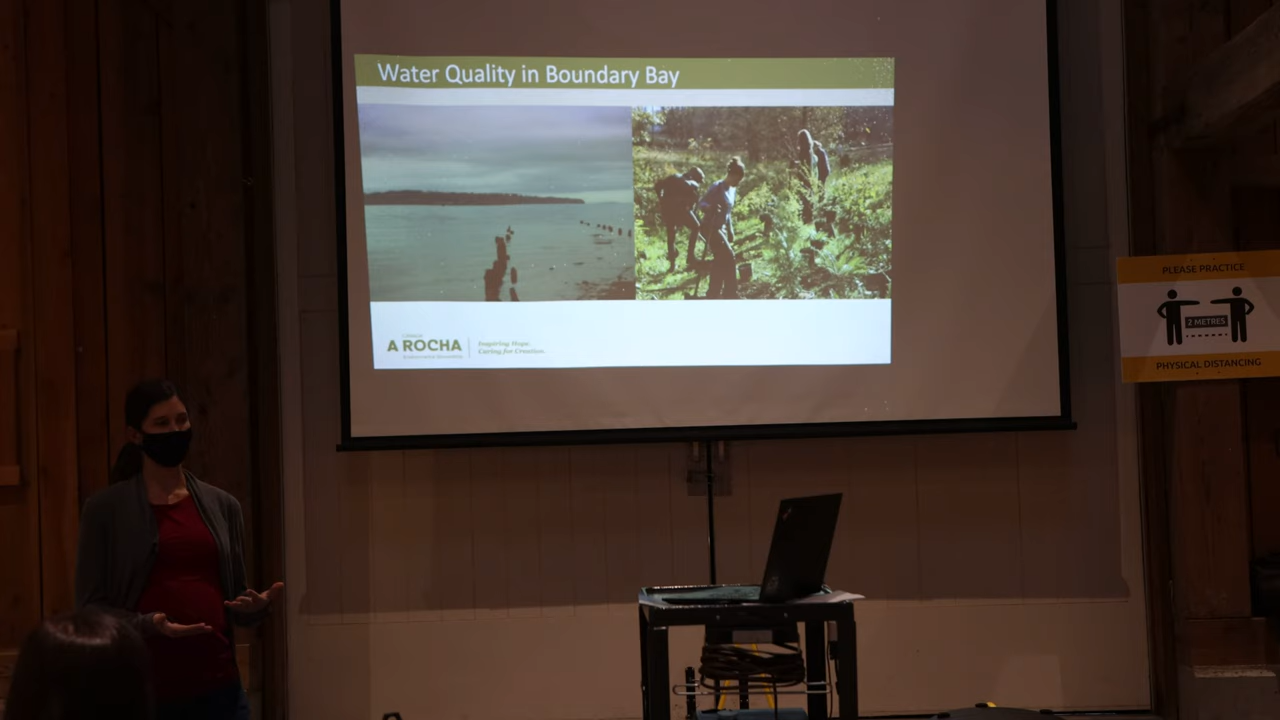 Water Quality in Boundary Bay
A ROCHA
Inspiring Hope.
Caring for Creation.
PLEASE PRACTICE
2 METRES
PHYSICAL DISTANCING